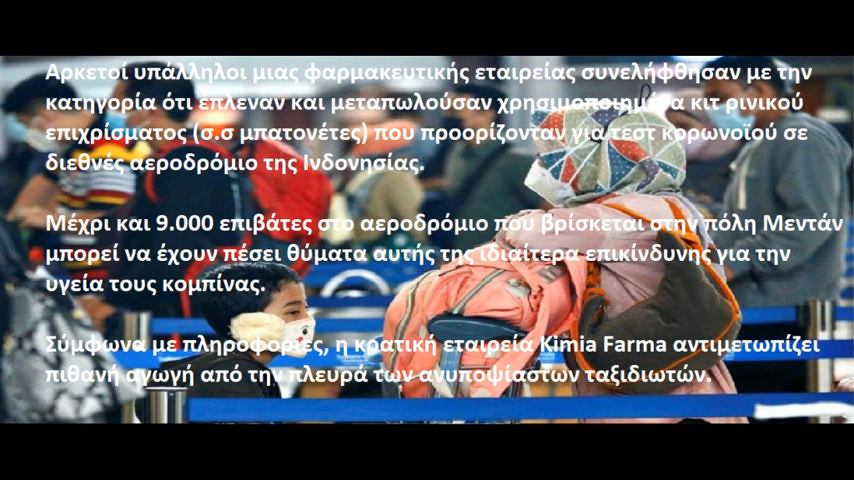 Αρκετοί υπάλληλοι μιας φαρμακευτικής εταιρείας συνελήφθησαν με την
κατηγορία ότι έπλεναν και μεταπωλούσαν χρησιμοποιημένα κιτ ρινικού
επιχρίσματος (σ.σ μπατονέτες) που προορίζονταν για τεστ κορωνοϊού σε
διεθνές αεροδρόμιο της Ινδονησίας.
Μέχρι και 9.000 επιβάτες στο αεροδρόμιο που βρίσκεται στην πόλη Μεντάν
μπορεί να έχουν πέσει θύματα αυτής της ιδιαίτερα επικίνδυνης για την
υγεία τους κομπίνας.
Σύμφωνα με πληροφορίες, η κρατική εταιρεία Kimia Farma αντιμετωπίζει
πιθανή αγωγή από την πλευρά των ανυποψίαστων ταξιδιωτών.